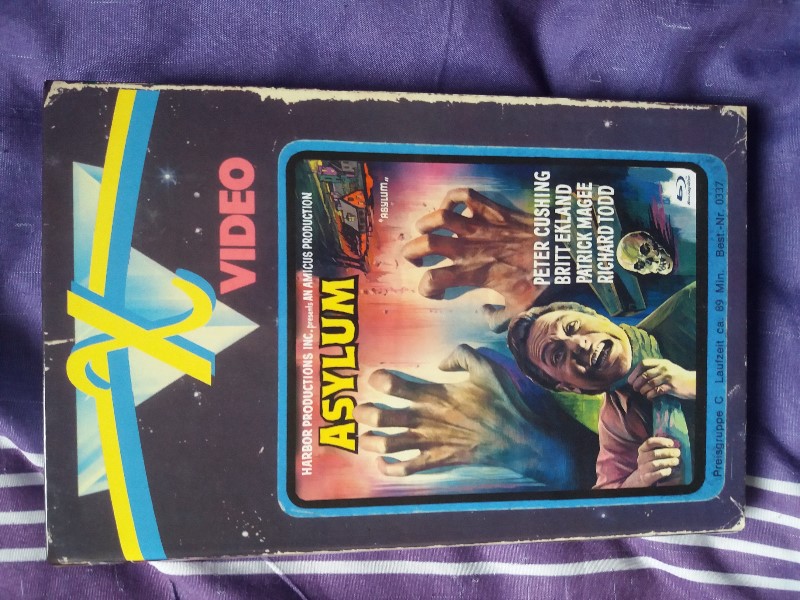 X
VIDEO
HARBOR PRODUCTIONS INC. presents AN AMICUS PRODUCTION
ASYLUM
"ASYLUM"
PETER CUSHING
BRITT EKLAND
PATRICK MAGEE
RICHARD TODD
Preisgruppe C Laufzeit ca. 89 Min. Best.-Nr. 0337